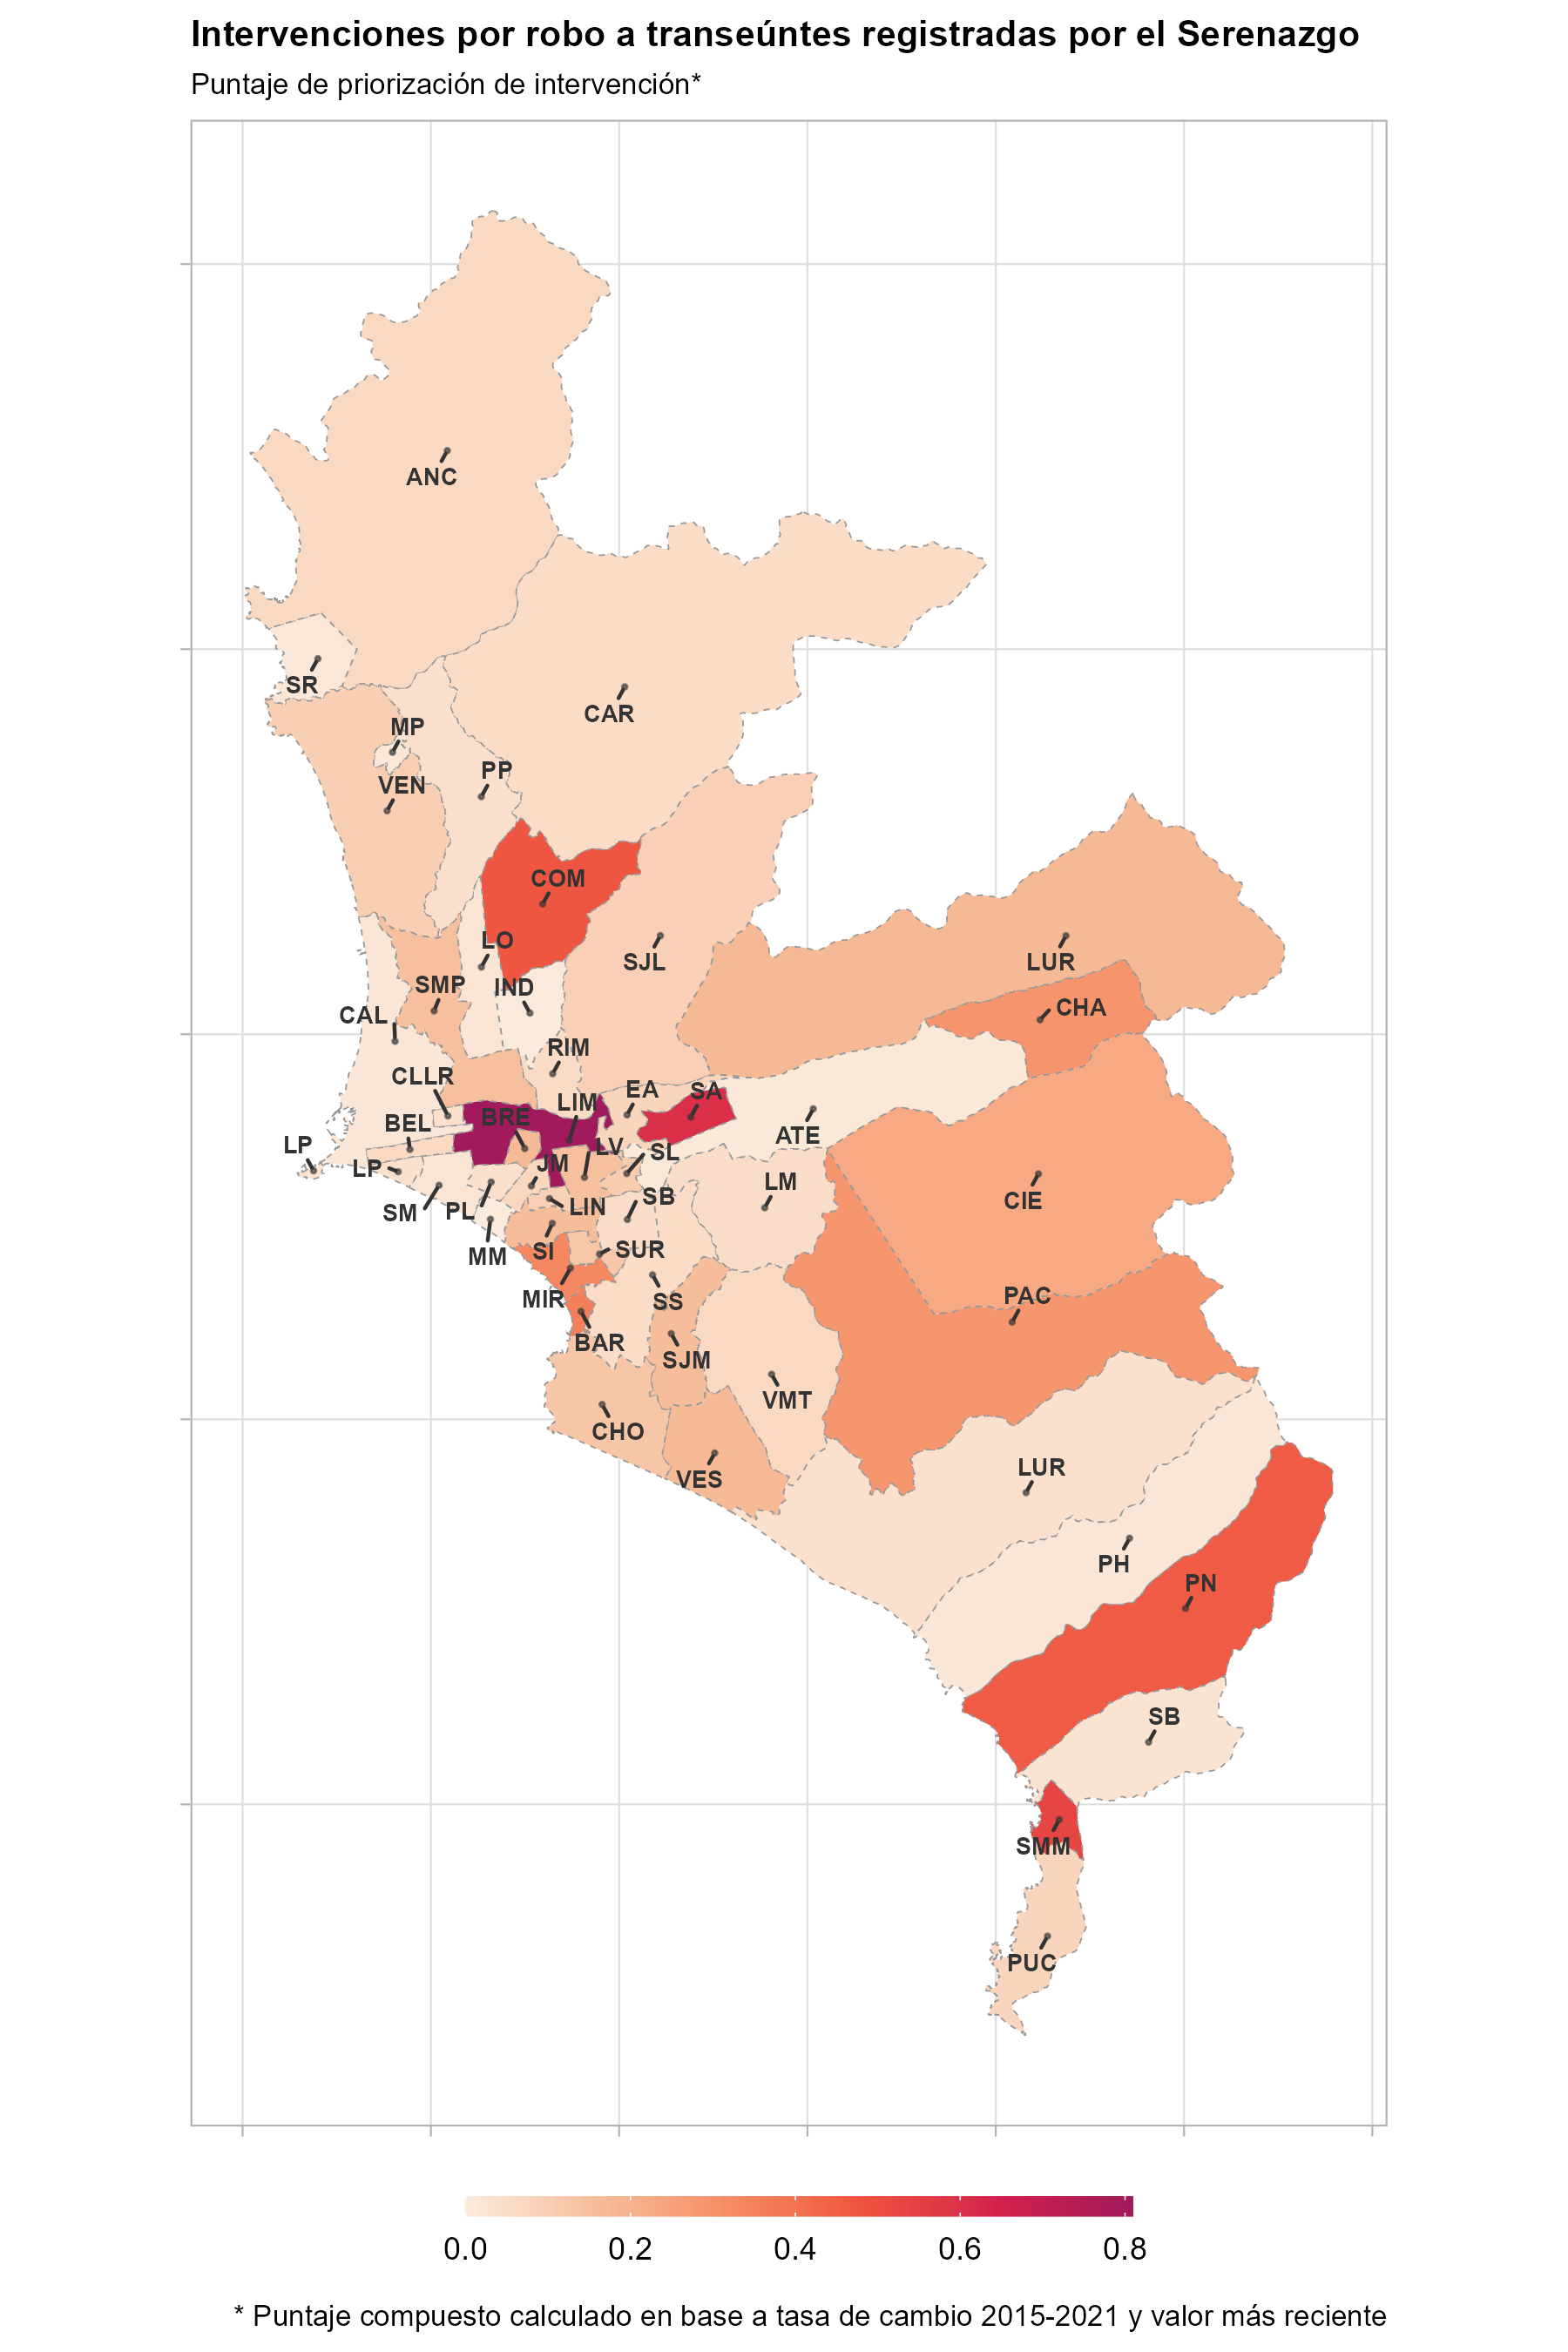 Intervenciones por robo a transeúntes registradas por el Serenazgo
Puntaje de priorización de intervención*
ANC
SR
CAR
MP
PP
VEN
COM
LO
SJL
LUR
SMP
IND
CHA
CAL
RIM
CLLR
EA
SA
LIM
BEL
BRE
ATE
LP
LV
SL
LP
JM
LM
SM
PL
LIN
SB
CIE
MM
SI
SUR
MIR
SS
PAC
BAR
SJM
VMT
CHO
VES
LUR
PH
PN
SB
SMM
PUC
0.0 0.2 0.4 0.6 0.8
* Puntaje compuesto calculado en base a tasa de cambio 2015-2021 y valor más reciente